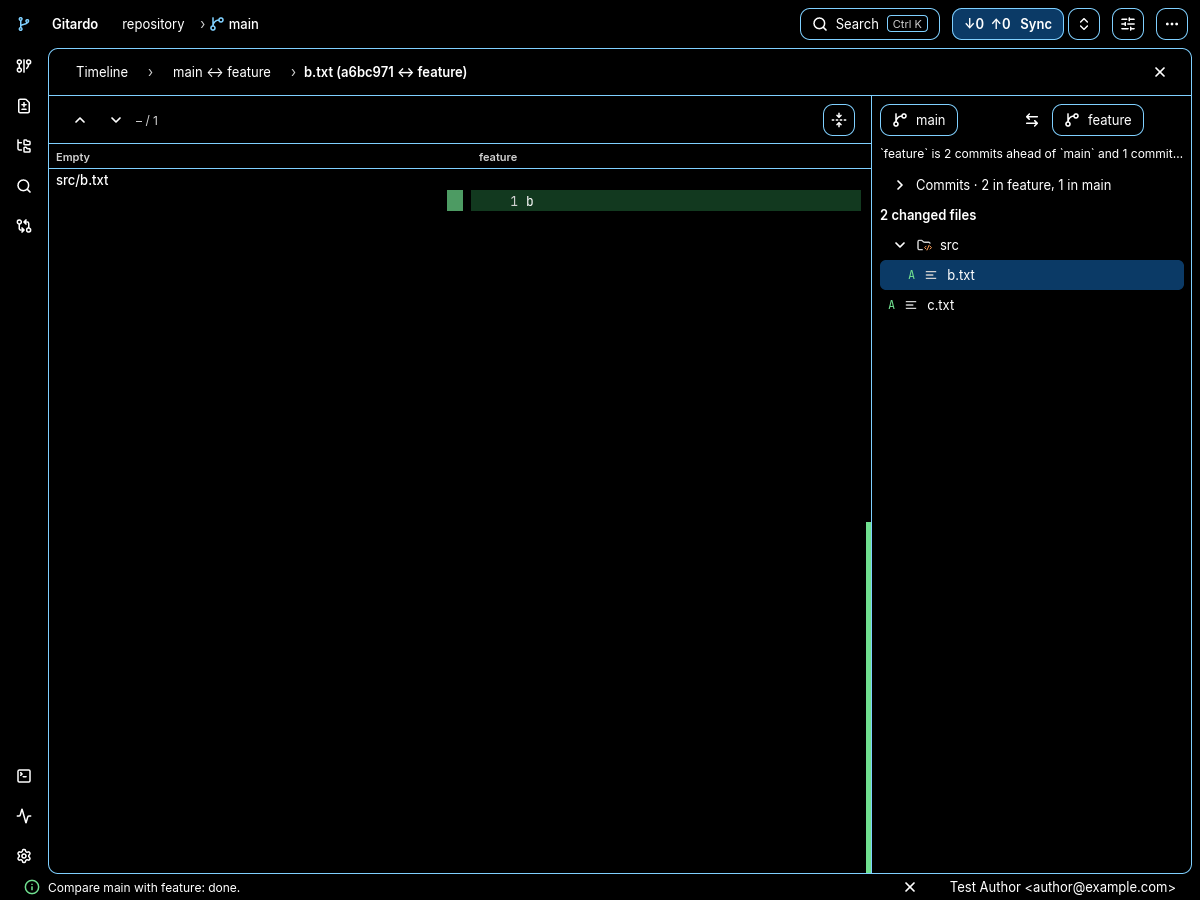 Gitardo repository › main Search Ctrl K ↓0 ↑0 Sync
Timeline › main ↔ feature › b.txt (a6bc971 ↔ feature)
– / 1
main feature
Empty feature
`feature` is 2 commits ahead of `main` and 1 commit...
src/b.txt
Commits · 2 in feature, 1 in main
1 b
2 changed files
src
A b.txt
A c.txt
Compare main with feature: done. Test Author <author@example.com>